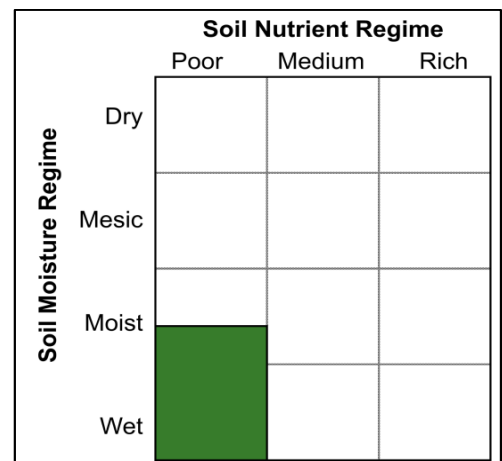 Soil Nutrient Regime
Poor Medium Rich
Soil Moisture Regime
Dry
Mesic
Moist
Wet